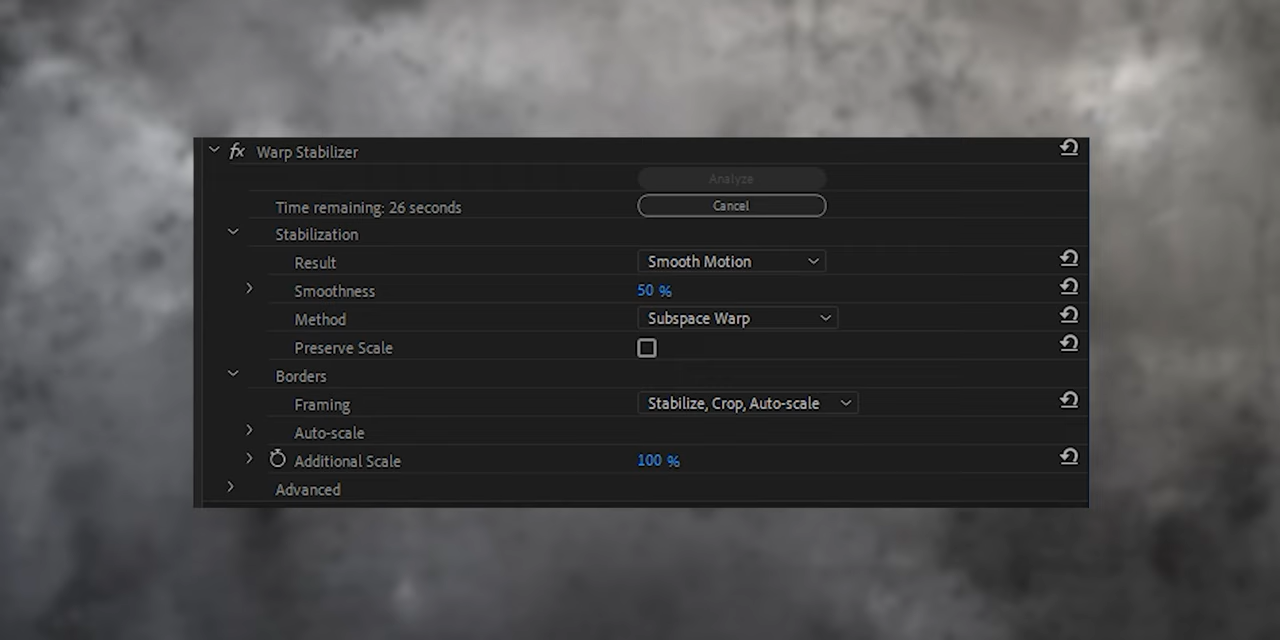 fx Warp Stabilizer
Analyze
Time remaining: 26 seconds Cancel
Stabilization
Result Smooth Motion
Smoothness 50 %
Method Subspace Warp
Preserve Scale
Borders
Framing Stabilize, Crop, Auto-scale
Auto-scale
Additional Scale 100 %
Advanced